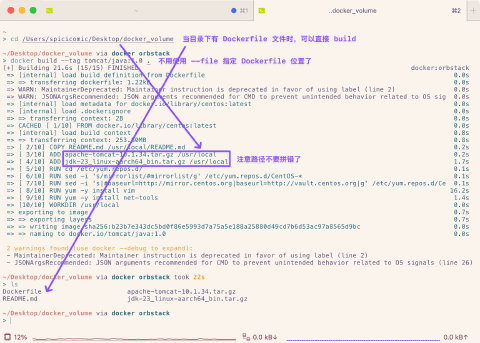 ~
⌘1
..docker_volume
⌘2
~
> cd /Users/spicicomic/Desktop/docker_volume
当目录下有 Dockerfile 文件时，可以直接 build
~/Desktop/docker_volume via docker orbstack
> docker build --tag tomcat/java:1.0 .
不用使用 --file 指定 Dockerfile 位置了
[+] Building 21.6s (15/15) FINISHED docker:orbstack
=> [internal] load build definition from Dockerfile 0.0s
=> => transferring dockerfile: 1.22kB 0.0s
=> WARN: MaintainerDeprecated: Maintainer instruction is deprecated in favor of using label (line 2) 0.0s
=> WARN: JSONArgsRecommended: JSON arguments recommended for CMD to prevent unintended behavior related to OS sig 0.0s
=> [internal] load metadata for docker.io/library/centos:latest 0.0s
=> [internal] load .dockerignore 0.0s
=> => transferring context: 2B 0.0s
=> CACHED [ 1/10] FROM docker.io/library/centos:latest 0.0s
=> [internal] load build context 0.8s
=> => transferring context: 253.80MB 0.8s
=> [ 2/10] COPY README.md /usr/local/README.md 0.2s
=> [ 3/10] ADD apache-tomcat-10.1.34.tar.gz /usr/local 0.2s
=> [ 4/10] ADD jdk-23_linux-aarch64_bin.tar.gz /usr/local 1.7s
注意路径不要拼错了
=> [ 5/10] RUN cd /etc/yum.repos.d/ 0.1s
=> [ 6/10] RUN sed -i 's/mirrorlist/#mirrorlist/g' /etc/yum.repos.d/CentOS-* 0.1s
=> [ 7/10] RUN sed -i 's|#baseurl=http://mirror.centos.org|baseurl=http://vault.centos.org|g' /etc/yum.repos.d/Ce 0.1s
=> [ 8/10] RUN yum -y install vim 16.2s
=> [ 9/10] RUN yum -y install net-tools 1.4s
=> [10/10] WORKDIR /usr/local 0.0s
=> exporting to image 0.7s
=> => exporting layers 0.7s
=> => writing image 0.0s
=> => naming to docker.io/tomcat/java:1.0 0.0s
2 warnings found (use docker --debug to expand):
- MaintainerDeprecated: Maintainer instruction is deprecated in favor of using label (line 2)
- JSONArgsRecommended: JSON arguments recommended for CMD to prevent unintended behavior related to OS signals (line 26)
~/Desktop/docker_volume via docker orbstack took 22s
> ls
Dockerfile apache-tomcat-10.1.34.tar.gz
README.md jdk-23_linux-aarch64_bin.tar.gz
~/Desktop/docker_volume via docker orbstack
>
12%
0.0 kB↓
0.0 kB↑